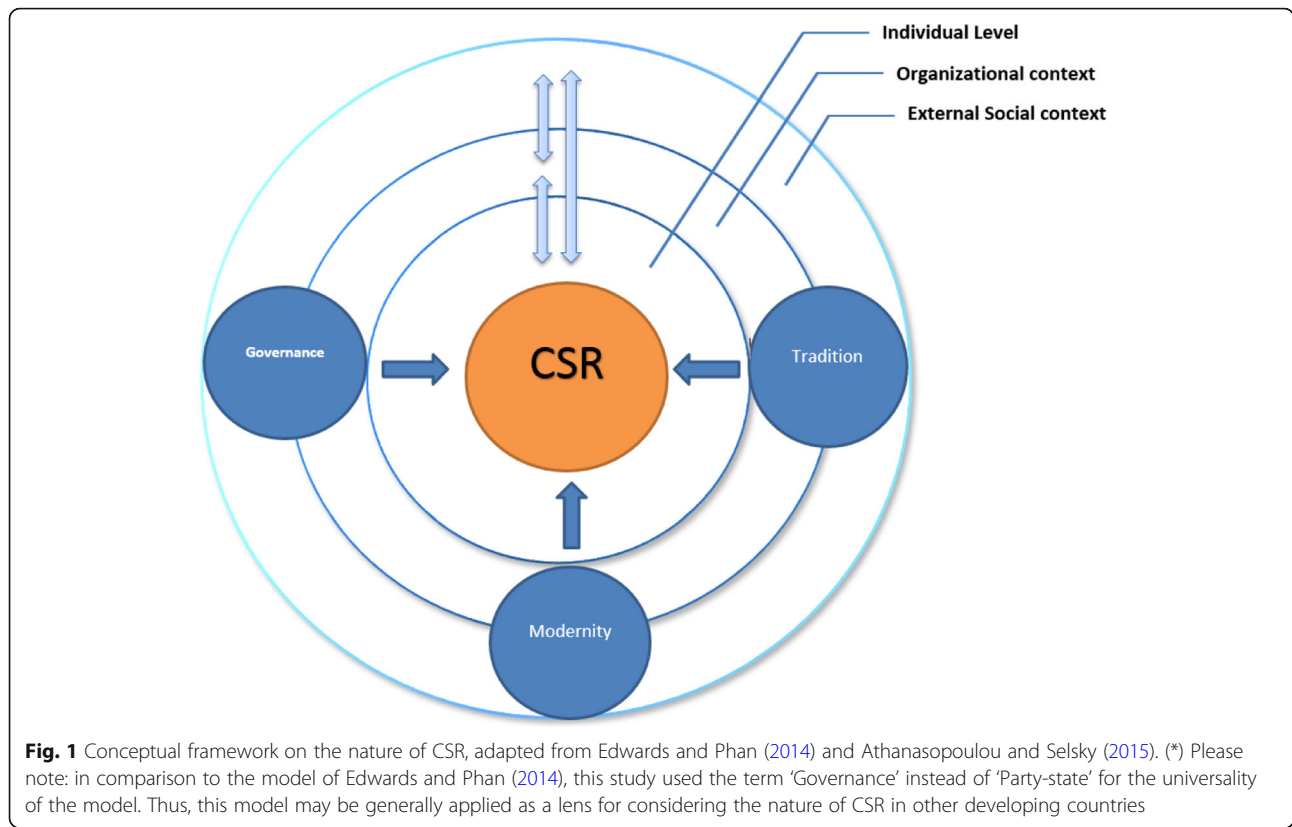 Individual Level
Organizational context
External Social context
Governance
CSR
Tradition
Modernity
Fig. 1 Conceptual framework on the nature of CSR, adapted from Edwards and Phan (2014) and Athanasopoulou and Selsky (2015). (*) Please
note: in comparison to the model of Edwards and Phan (2014), this study used the term ‘Governance’ instead of ‘Party-state’ for the universality
of the model. Thus, this model may be generally applied as a lens for considering the nature of CSR in other developing countries